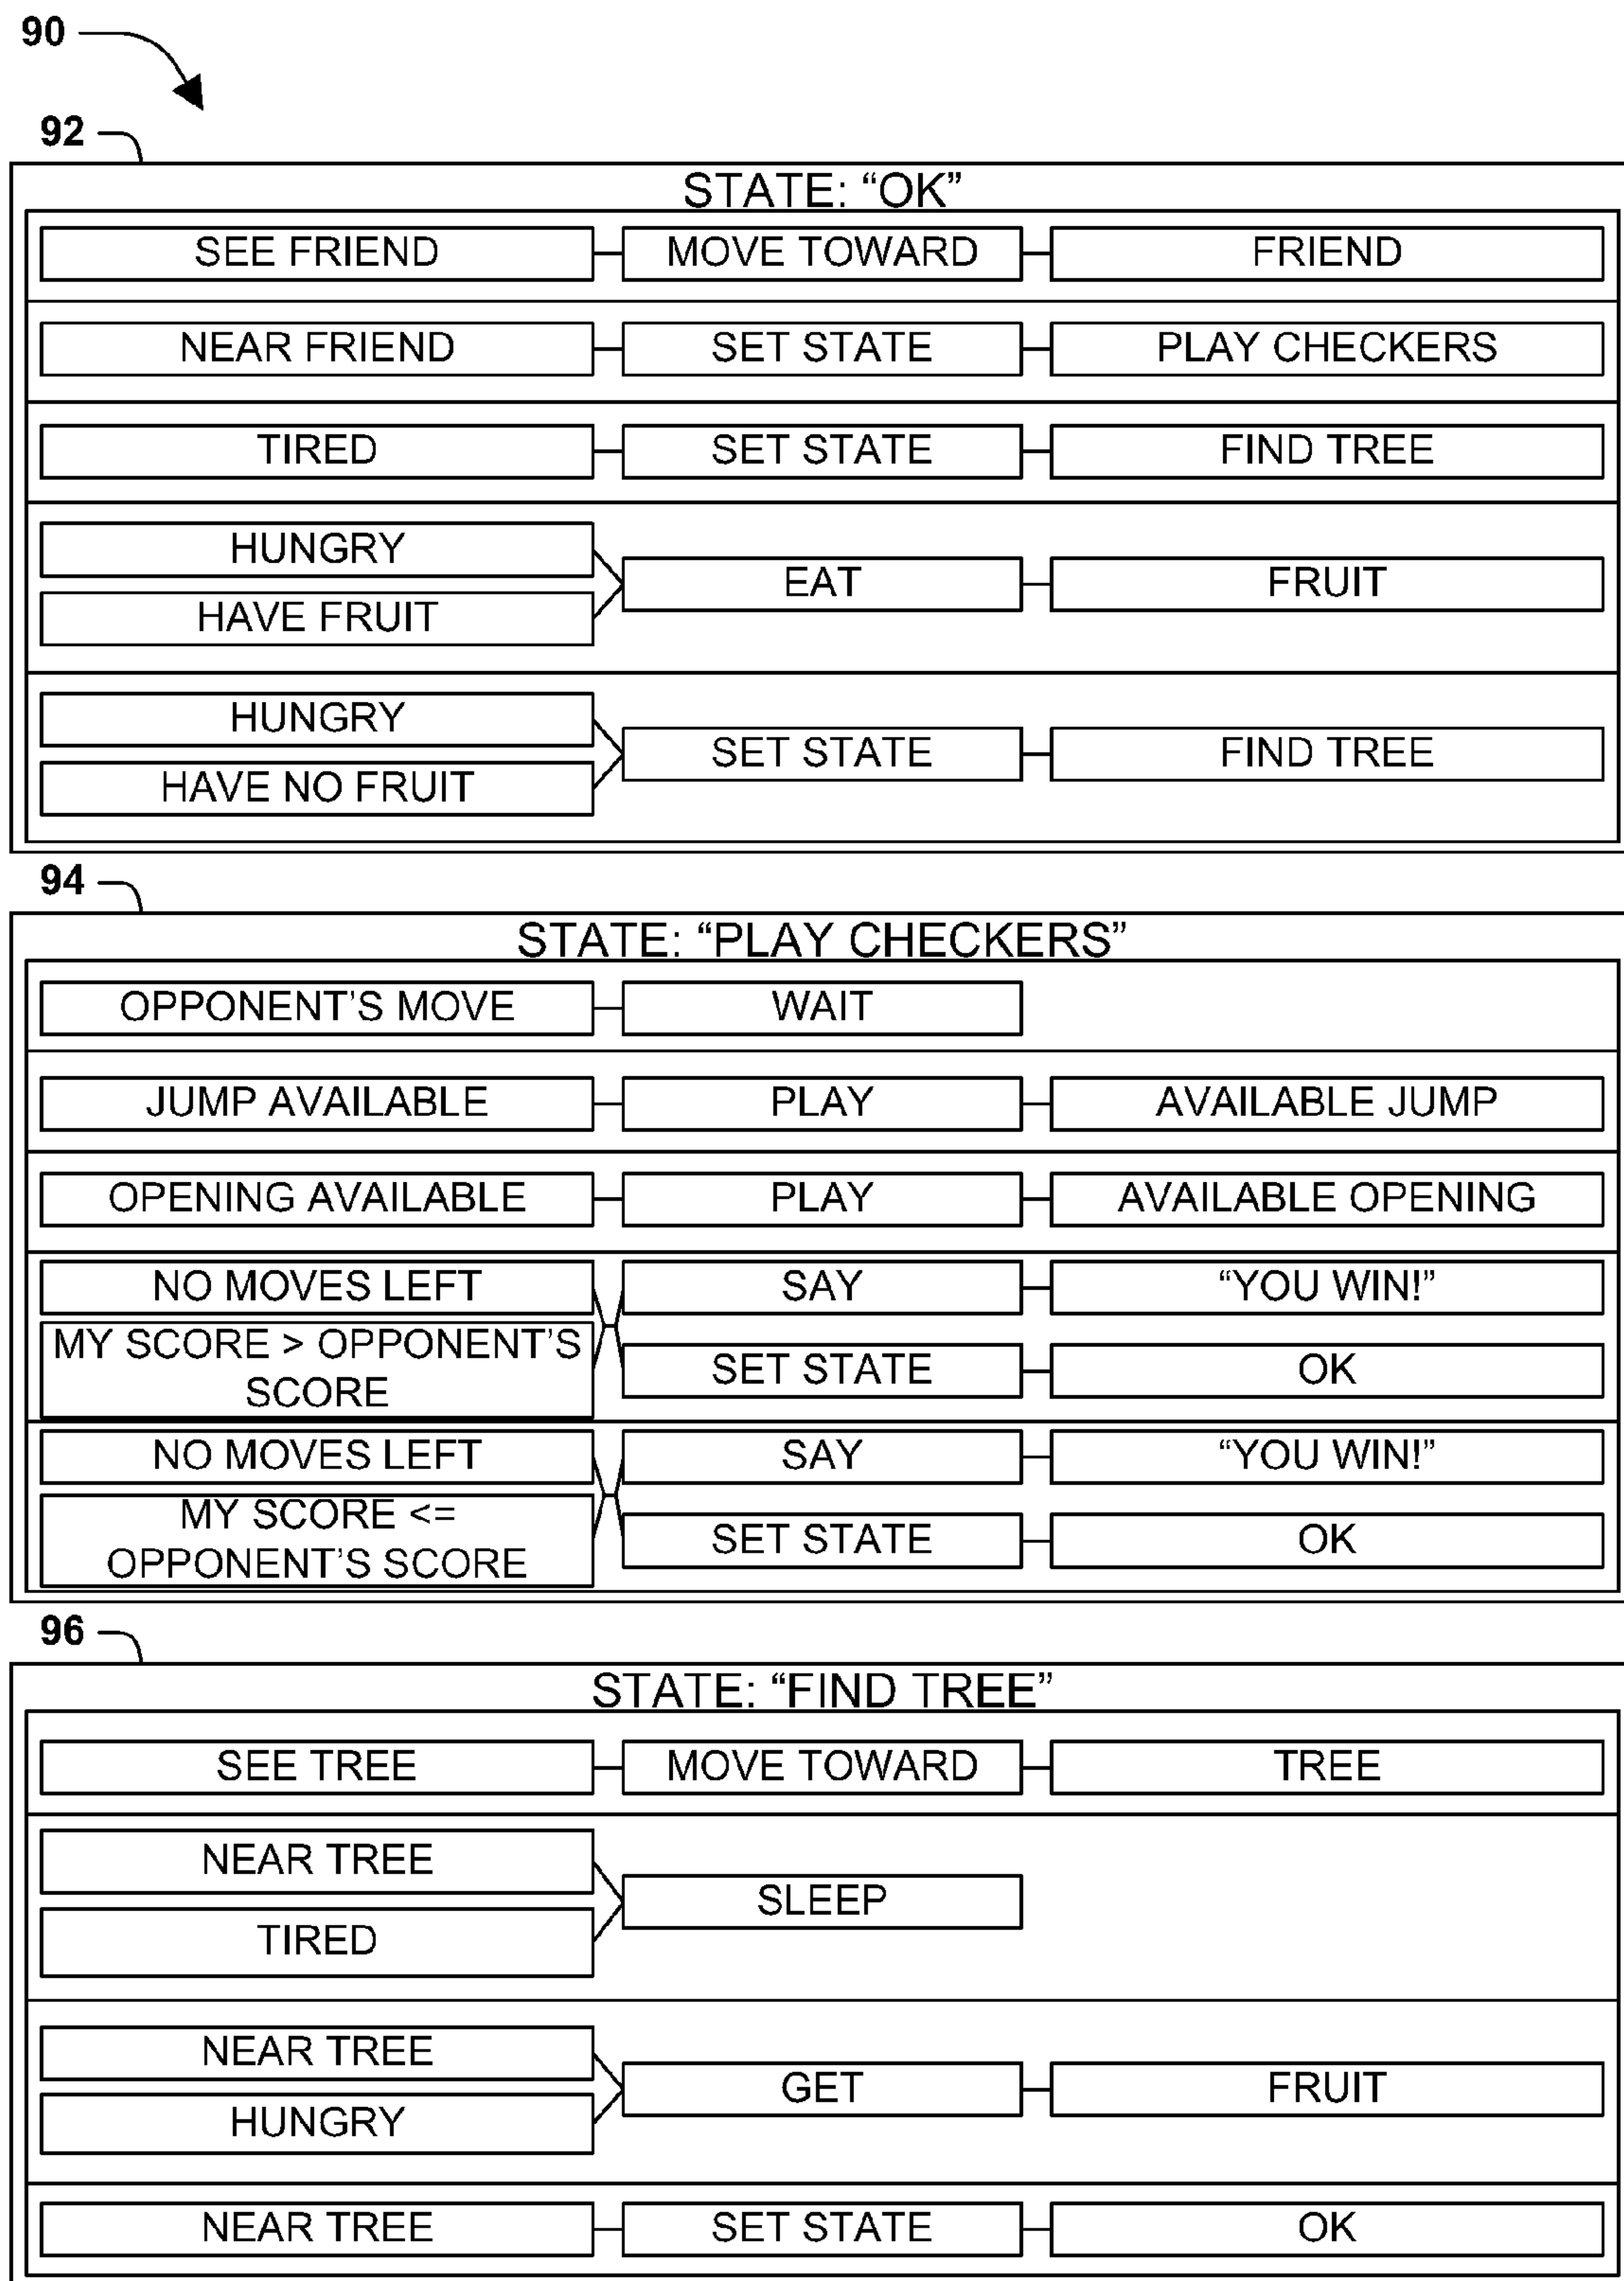 90
92
STATE: “OK”
SEE FRIEND MOVE TOWARD FRIEND
NEAR FRIEND SET STATE PLAY CHECKERS
TIRED SET STATE FIND TREE
HUNGRY
EAT FRUIT
HAVE FRUIT
HUNGRY
SET STATE FIND TREE
HAVE NO FRUIT
94
STATE: “PLAY CHECKERS”
OPPONENT’S MOVE WAIT
JUMP AVAILABLE PLAY AVAILABLE JUMP
OPENING AVAILABLE PLAY AVAILABLE OPENING
NO MOVES LEFT SAY “YOU WIN!”
MY SCORE > OPPONENT’S
SCORE
SET STATE OK
NO MOVES LEFT SAY “YOU WIN!”
MY SCORE <=
OPPONENT’S SCORE
SET STATE OK
96
STATE: “FIND TREE”
SEE TREE MOVE TOWARD TREE
NEAR TREE
SLEEP
TIRED
NEAR TREE
GET FRUIT
HUNGRY
NEAR TREE SET STATE OK